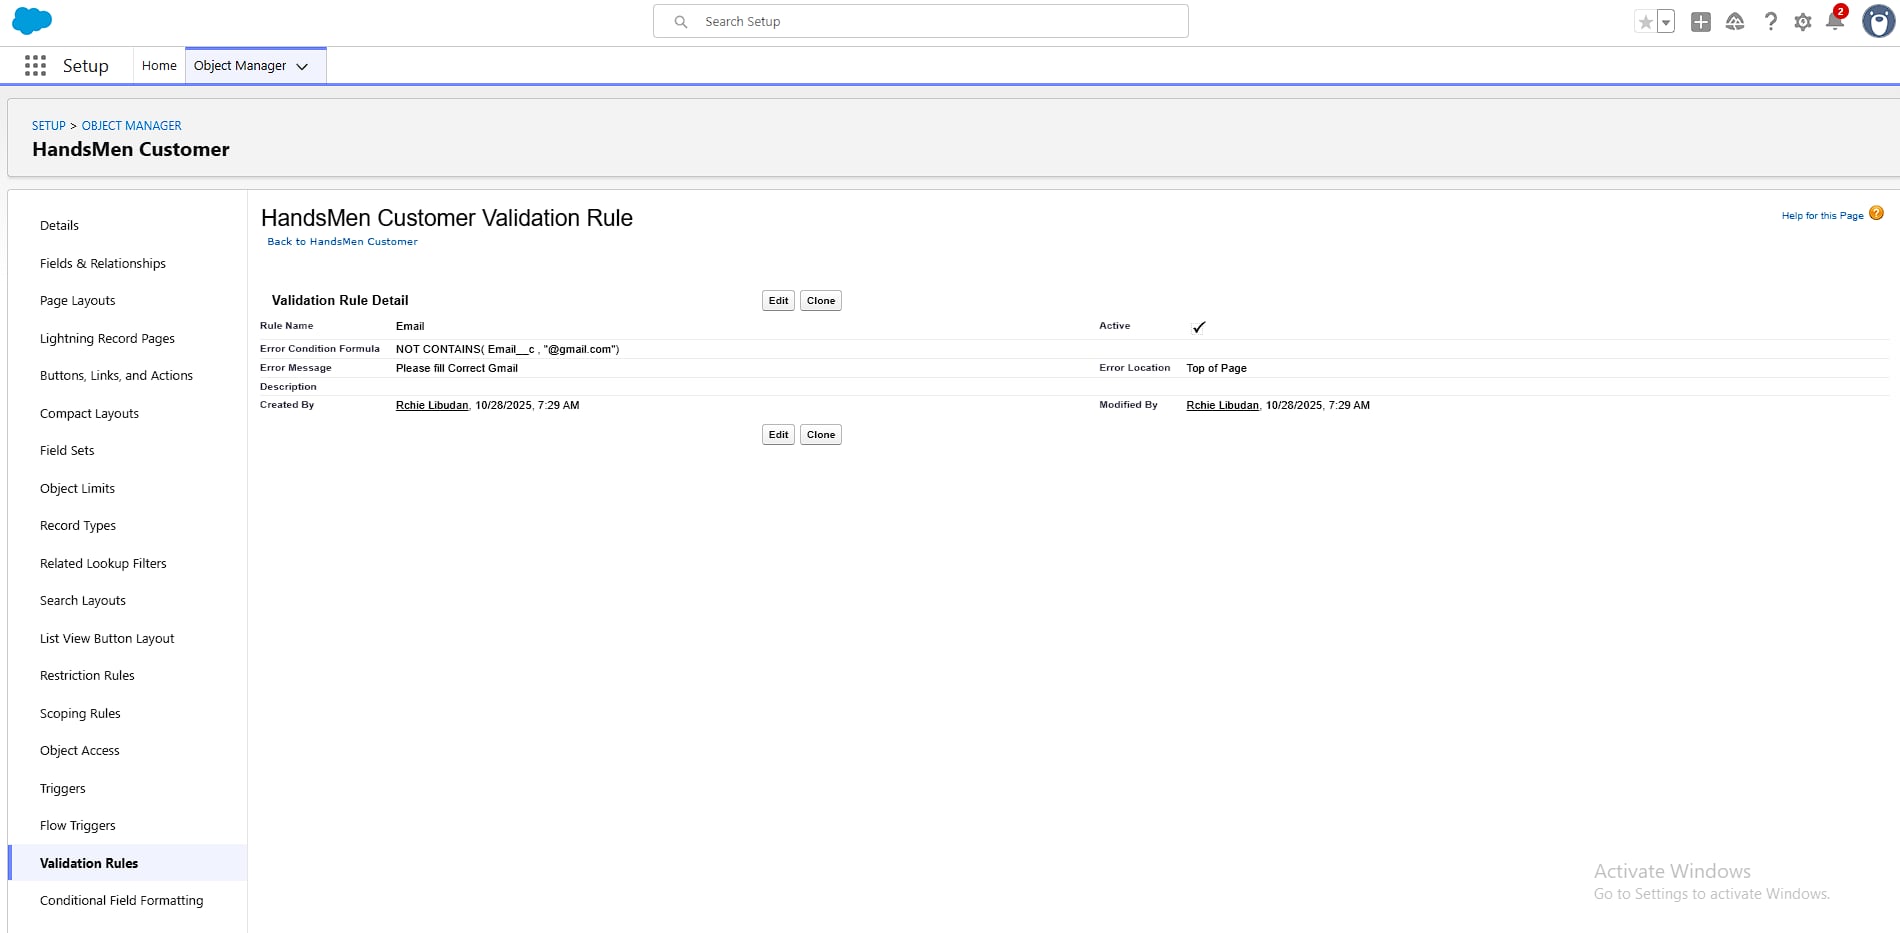 Search Setup
2
Setup
Home
Object Manager
SETUP > OBJECT MANAGER
HandsMen Customer
Details
Fields & Relationships
Page Layouts
Lightning Record Pages
Buttons, Links, and Actions
Compact Layouts
Field Sets
Object Limits
Record Types
Related Lookup Filters
Search Layouts
List View Button Layout
Restriction Rules
Scoping Rules
Object Access
Triggers
Flow Triggers
Validation Rules
Conditional Field Formatting
HandsMen Customer Validation Rule
Back to HandsMen Customer
Help for this Page ?
Validation Rule Detail
Edit Clone
Rule Name Email Active
Error Condition Formula NOT CONTAINS( Email__c , "@gmail.com")
Error Message Please fill Correct Gmail Error Location Top of Page
Description
Created By Rchie Libudan, 10/28/2025, 7:29 AM Modified By Rchie Libudan, 10/28/2025, 7:29 AM
Edit Clone
Activate Windows
Go to Settings to activate Windows.